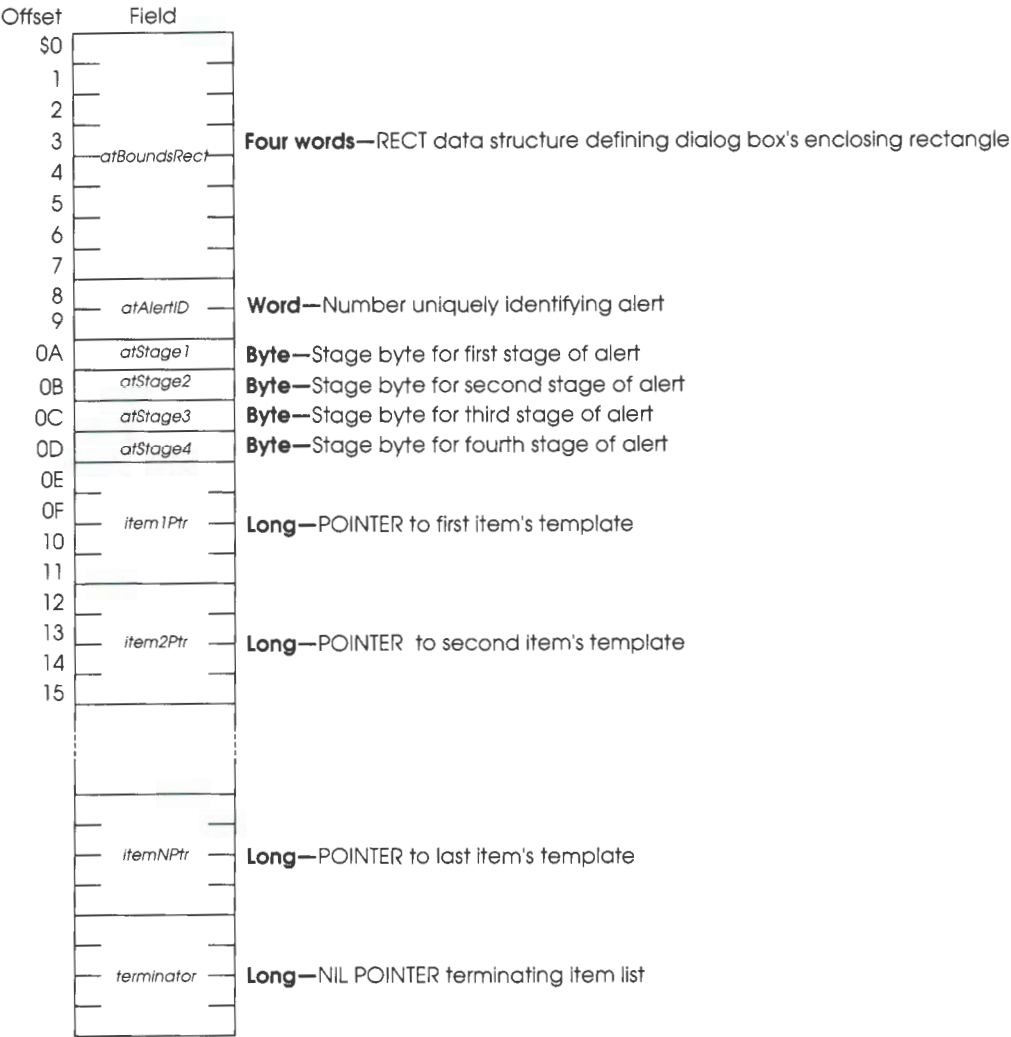 Offset Field
$0
1
2
3
atBoundsRect
Four words—RECT data structure defining dialog box's enclosing rectangle
4
5
6
7
8
9
atAlertID
Word—Number uniquely identifying alert
0A atStage1 Byte—Stage byte for first stage of alert
0B atStage2 Byte—Stage byte for second stage of alert
0C atStage3 Byte—Stage byte for third stage of alert
0D atStage4 Byte—Stage byte for fourth stage of alert
0E
0F
item1Ptr Long—POINTER to first item's template
10
11
12
13
item2Ptr Long—POINTER to second item's template
14
15
itemNPtr Long—POINTER to last item's template
terminator Long—NIL POINTER terminating item list